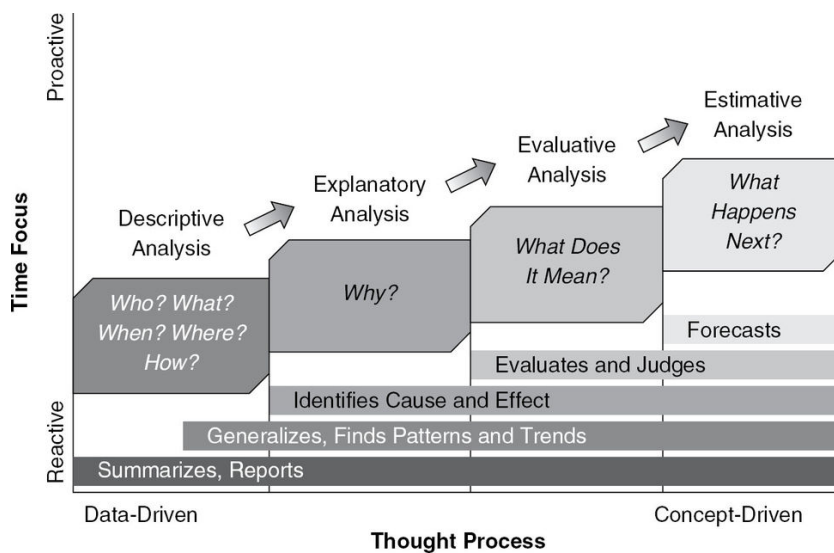 Proactive
Time Focus
Reactive
Estimative
Analysis
Evaluative
Analysis
Explanatory
Analysis
Descriptive
Analysis
Who? What?
When? Where?
How?
Why?
What Does
It Mean?
What
Happens
Next?
Forecasts
Evaluates and Judges
Identifies Cause and Effect
Generalizes, Finds Patterns and Trends
Summarizes, Reports
Data-Driven
Concept-Driven
Thought Process